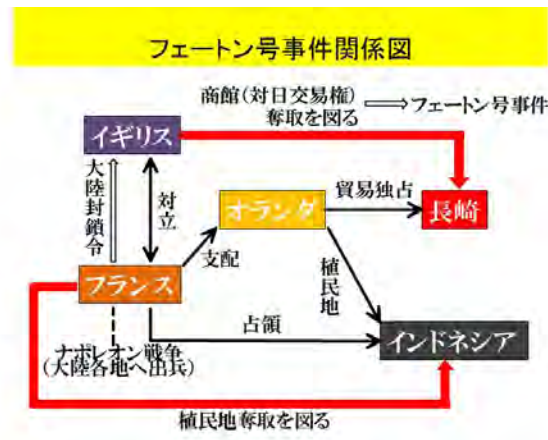 フェートン号事件関係図
商館(対日交易権)⟹フェートン号事件
奪取を図る
イギリス
大陸封鎖令
対立
オランダ
貿易独占
長崎
支配
植民地
フランス
占領
インドネシア
ナポレオン戦争
(大陸各地へ出兵)
植民地奪取を図る